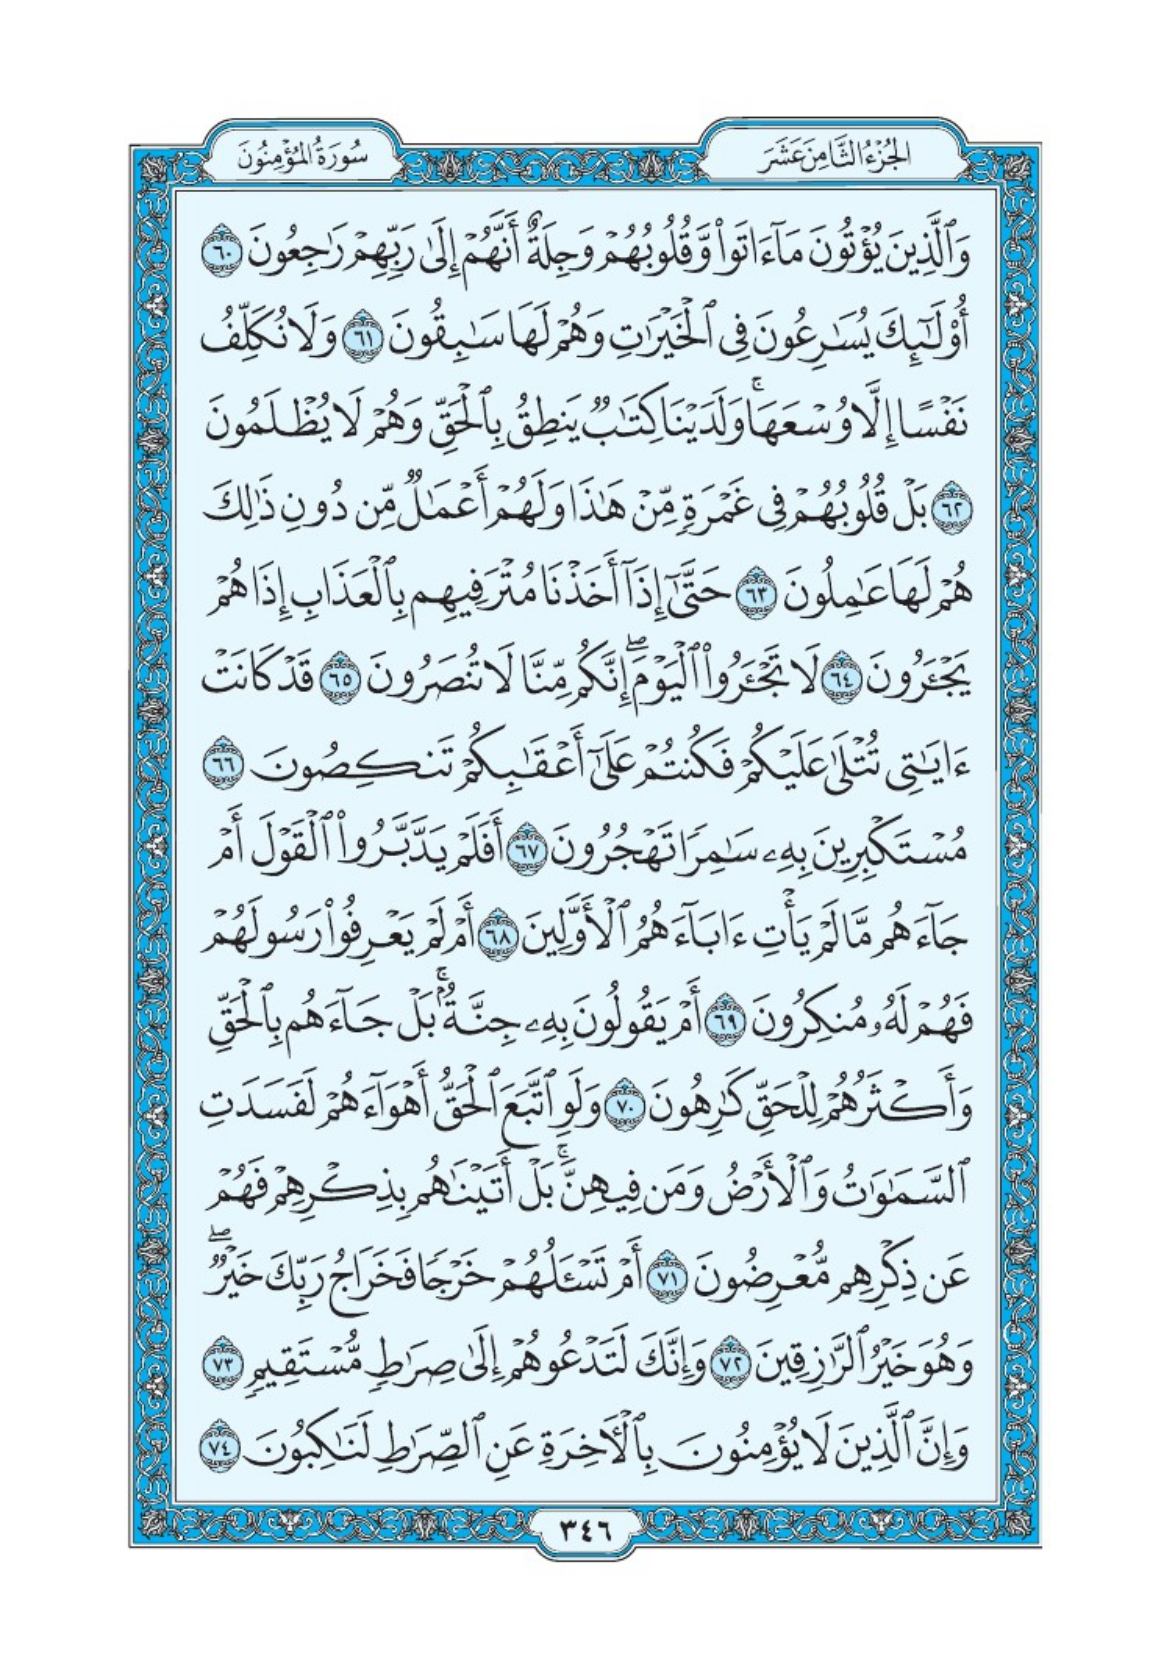 الجُزْءُ الثَّامِنَ عَشَرَ
سُورَةُ المُؤْمِنُونَ
وَٱلَّذِينَ يُؤْتُونَ مَآ ءَاتَوا۟ وَّقُلُوبُهُمْ وَجِلَةٌ أَنَّهُمْ إِلَىٰ رَبِّهِمْ رَٰجِعُونَ ٦٠
أُو۟لَٰٓئِكَ يُسَٰرِعُونَ فِى ٱلْخَيْرَٰتِ وَهُمْ لَهَا سَٰبِقُونَ ٦١ وَلَا نُكَلِّفُ
نَفْسًا إِلَّا وُسْعَهَا ۚ وَلَدَيْنَا كِتَٰبٌ يَنطِقُ بِٱلْحَقِّ وَهُمْ لَا يُظْلَمُونَ
٦٢ بَلْ قُلُوبُهُمْ فِى غَمْرَةٍ مِّنْ هَٰذَا وَلَهُمْ أَعْمَٰلٌ مِّن دُونِ ذَٰلِكَ
هُمْ لَهَا عَٰمِلُونَ ٦٣ حَتَّىٰٓ إِذَآ أَخَذْنَا مُتْرَفِيهِم بِٱلْعَذَابِ إِذَا هُمْ
يَجْـَٔرُونَ ٦٤ لَا تَجْـَٔرُوا۟ ٱلْيَوْمَ ۖ إِنَّكُم مِّنَّا لَا تُنصَرُونَ ٦٥ قَدْ كَانَتْ
ءَايَٰتِى تُتْلَىٰ عَلَيْكُمْ فَكُنتُمْ عَلَىٰٓ أَعْقَٰبِكُمْ تَنكِصُونَ ٦٦
مُسْتَكْبِرِينَ بِهِۦ سَٰمِرًا تَهْجُرُونَ ٦٧ أَفَلَمْ يَدَّبَّرُوا۟ ٱلْقَوْلَ أَمْ
جَآءَهُم مَّا لَمْ يَأْتِ ءَابَآءَهُمُ ٱلْأَوَّلِينَ ٦٨ أَمْ لَمْ يَعْرِفُوا۟ رَسُولَهُمْ
فَهُمْ لَهُۥ مُنكِرُونَ ٦٩ أَمْ يَقُولُونَ بِهِۦ جِنَّةٌۢ ۚ بَلْ جَآءَهُم بِٱلْحَقِّ
وَأَكْثَرُهُمْ لِلْحَقِّ كَٰرِهُونَ ٧٠ وَلَوِ ٱتَّبَعَ ٱلْحَقُّ أَهْوَآءَهُمْ لَفَسَدَتِ
ٱلسَّمَٰوَٰتُ وَٱلْأَرْضُ وَمَن فِيهِنَّ ۚ بَلْ أَتَيْنَٰهُم بِذِكْرِهِمْ فَهُمْ
عَن ذِكْرِهِم مُّعْرِضُونَ ٧١ أَمْ تَسْـَٔلُهُمْ خَرْجًا فَخَرَاجُ رَبِّكَ خَيْرٌ ۖ
وَهُوَ خَيْرُ ٱلرَّٰزِقِينَ ٧٢ وَإِنَّكَ لَتَدْعُوهُمْ إِلَىٰ صِرَٰطٍ مُّسْتَقِيمٍ ٧٣
وَإِنَّ ٱلَّذِينَ لَا يُؤْمِنُونَ بِٱلْءَاخِرَةِ عَنِ ٱلصِّرَٰطِ لَنَٰكِبُونَ ٧٤
٣٤٦